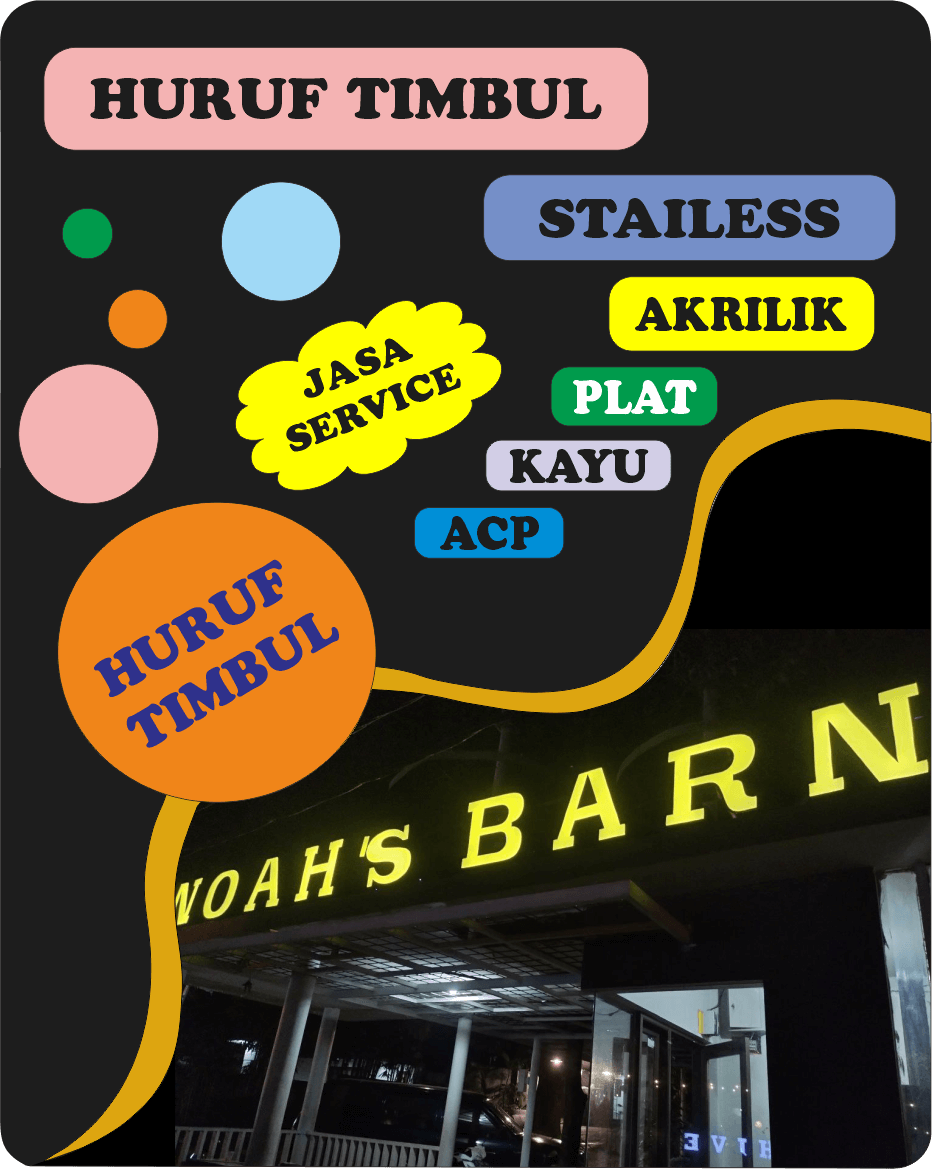 HURUF TIMBUL
STAILESS
AKRILIK
JASA
SERVICE
PLAT
KAYU
ACP
HURUF
TIMBUL
NOAH'S BARN